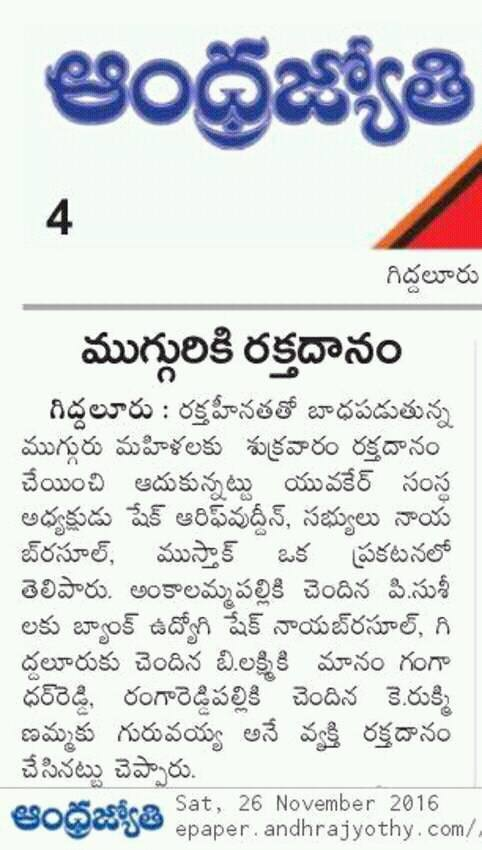 ఆంధ్రజ్యోతి
4
గిద్దలూరు
ముగ్గురికి రక్తదానం
గిద్దలూరు : రక్తహీనతతో బాధపడుతున్న
ముగ్గురు మహిళలకు శుక్రవారం రక్తదానం
చేయించి ఆదుకున్నట్టు యువకేర్ సంస్థ
అధ్యక్షుడు షేక్ ఆరిఫ్‌వుద్దీన్, సభ్యులు నాయ
బ్‌రసూల్, ముస్తాక్ ఒక ప్రకటనలో
తెలిపారు. అంకాలమ్మపల్లికి చెందిన పి.సుశీ
లకు బ్యాంక్ ఉద్యోగి షేక్ నాయబ్‌రసూల్, గి
ద్దలూరుకు చెందిన బి.లక్ష్మికి మానం గంగా
ధర్‌రెడ్డి, రంగారెడ్డిపల్లికి చెందిన కె.రుక్మి
ణమ్మకు గురువయ్య అనే వ్యక్తి రక్తదానం
చేసినట్టు చెప్పారు.
ఆంధ్రజ్యోతి Sat, 26 November 2016
epaper.andhrajyothy.com/